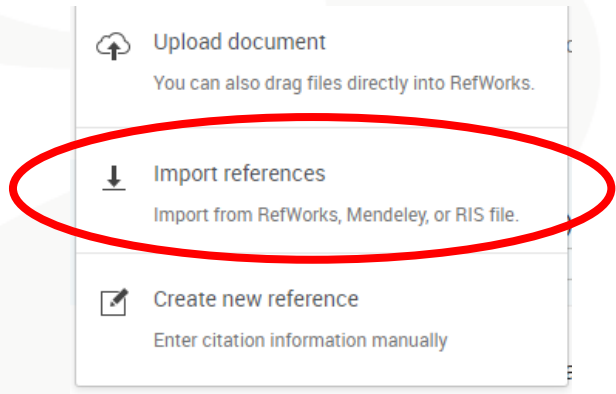 Upload document
You can also drag files directly into RefWorks.
Import references
Import from RefWorks, Mendeley, or RIS file.
Create new reference
Enter citation information manually